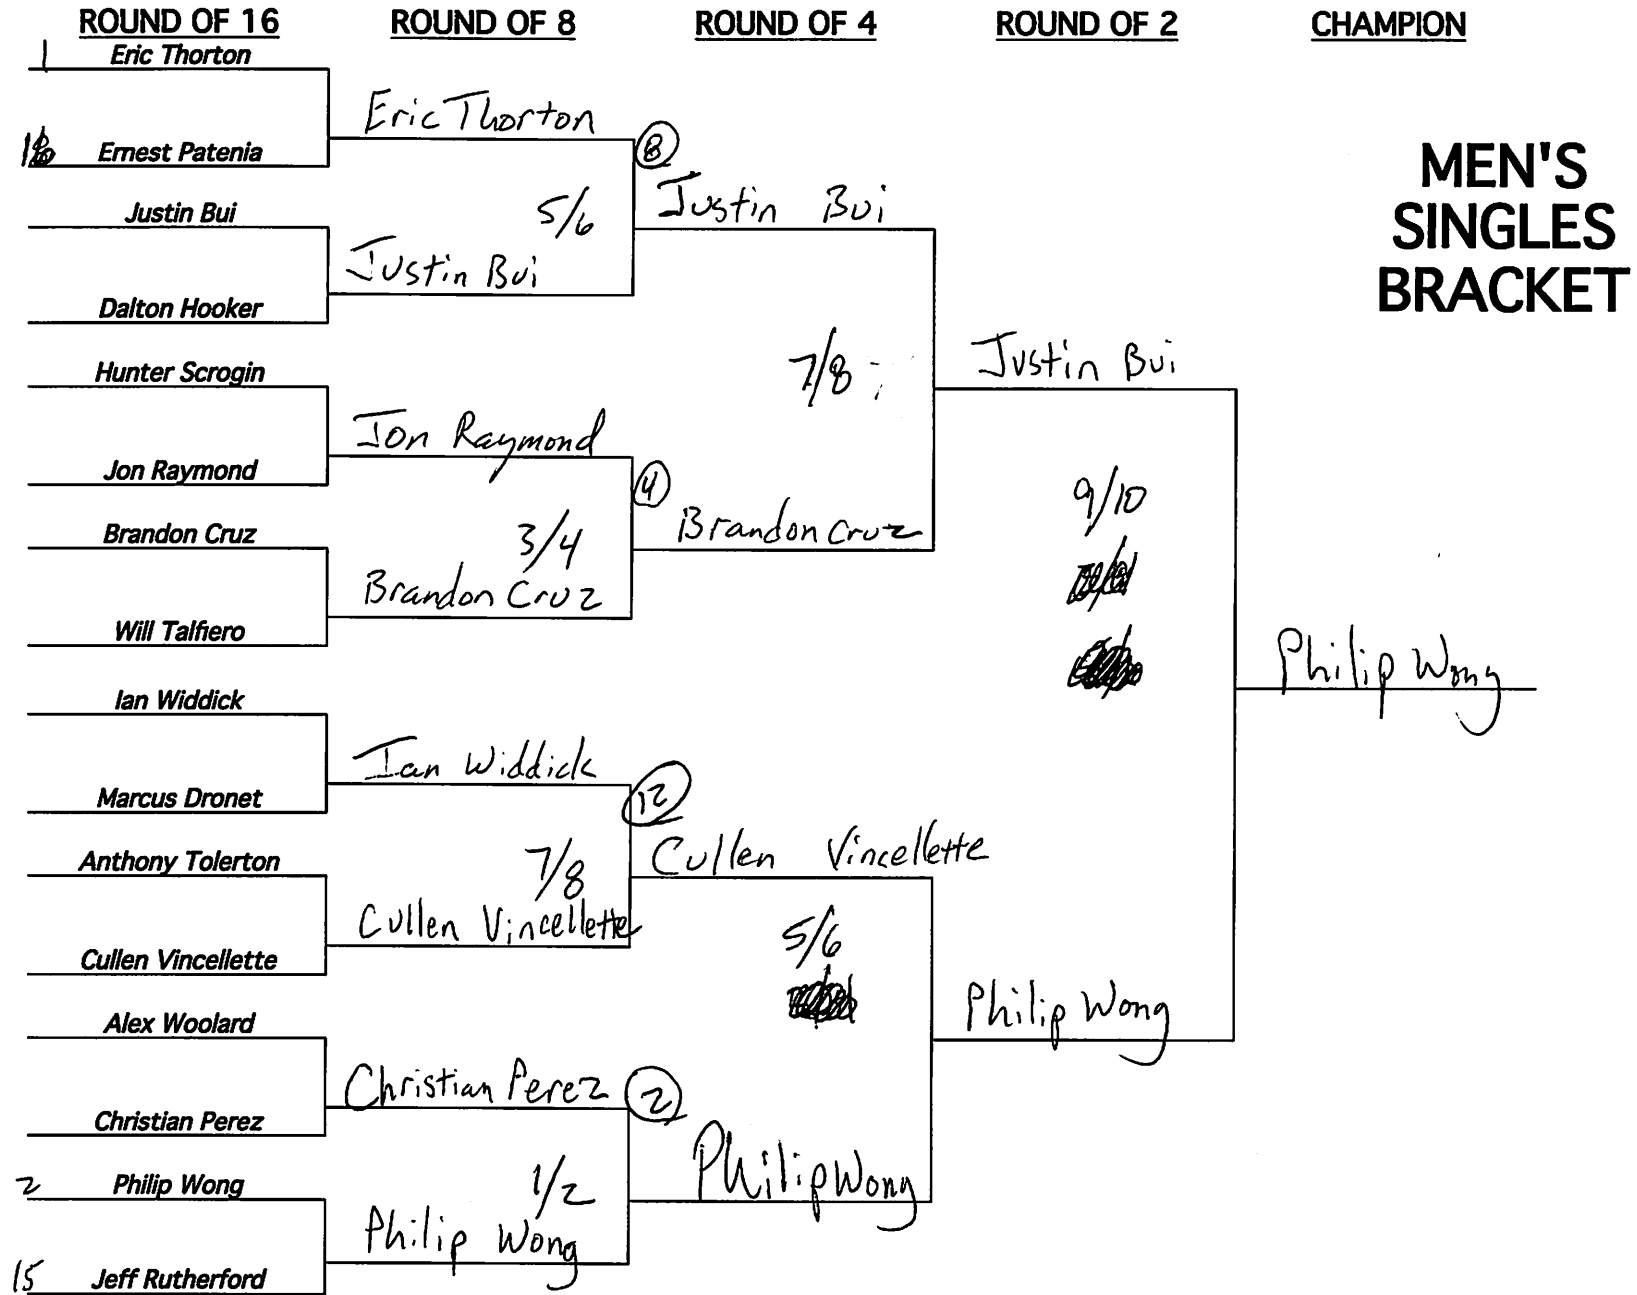 ROUND OF 16 ROUND OF 8 ROUND OF 4 ROUND OF 2 CHAMPION
MEN'S
SINGLES
BRACKET
1 Eric Thorton
Ernest Patenia
Justin Bui
Dalton Hooker
Hunter Scrogin
Jon Raymond
Brandon Cruz
Will Talfiero
Ian Widdick
Marcus Dronet
Anthony Tolerton
Cullen Vincellette
Alex Woolard
Christian Perez
2 Philip Wong
15 Jeff Rutherford
Eric Thorton
8
5/6
Justin Bui
Jon Raymond
4
3/4
Brandon Cruz
Ian Widdick
12
7/8
Cullen Vincellette
Christian Perez
2
1/2
Philip Wong
Justin Bui
7/8
Brandon Cruz
Cullen Vincellette
5/6
Philip Wong
Justin Bui
9/10
Philip Wong
Philip Wong